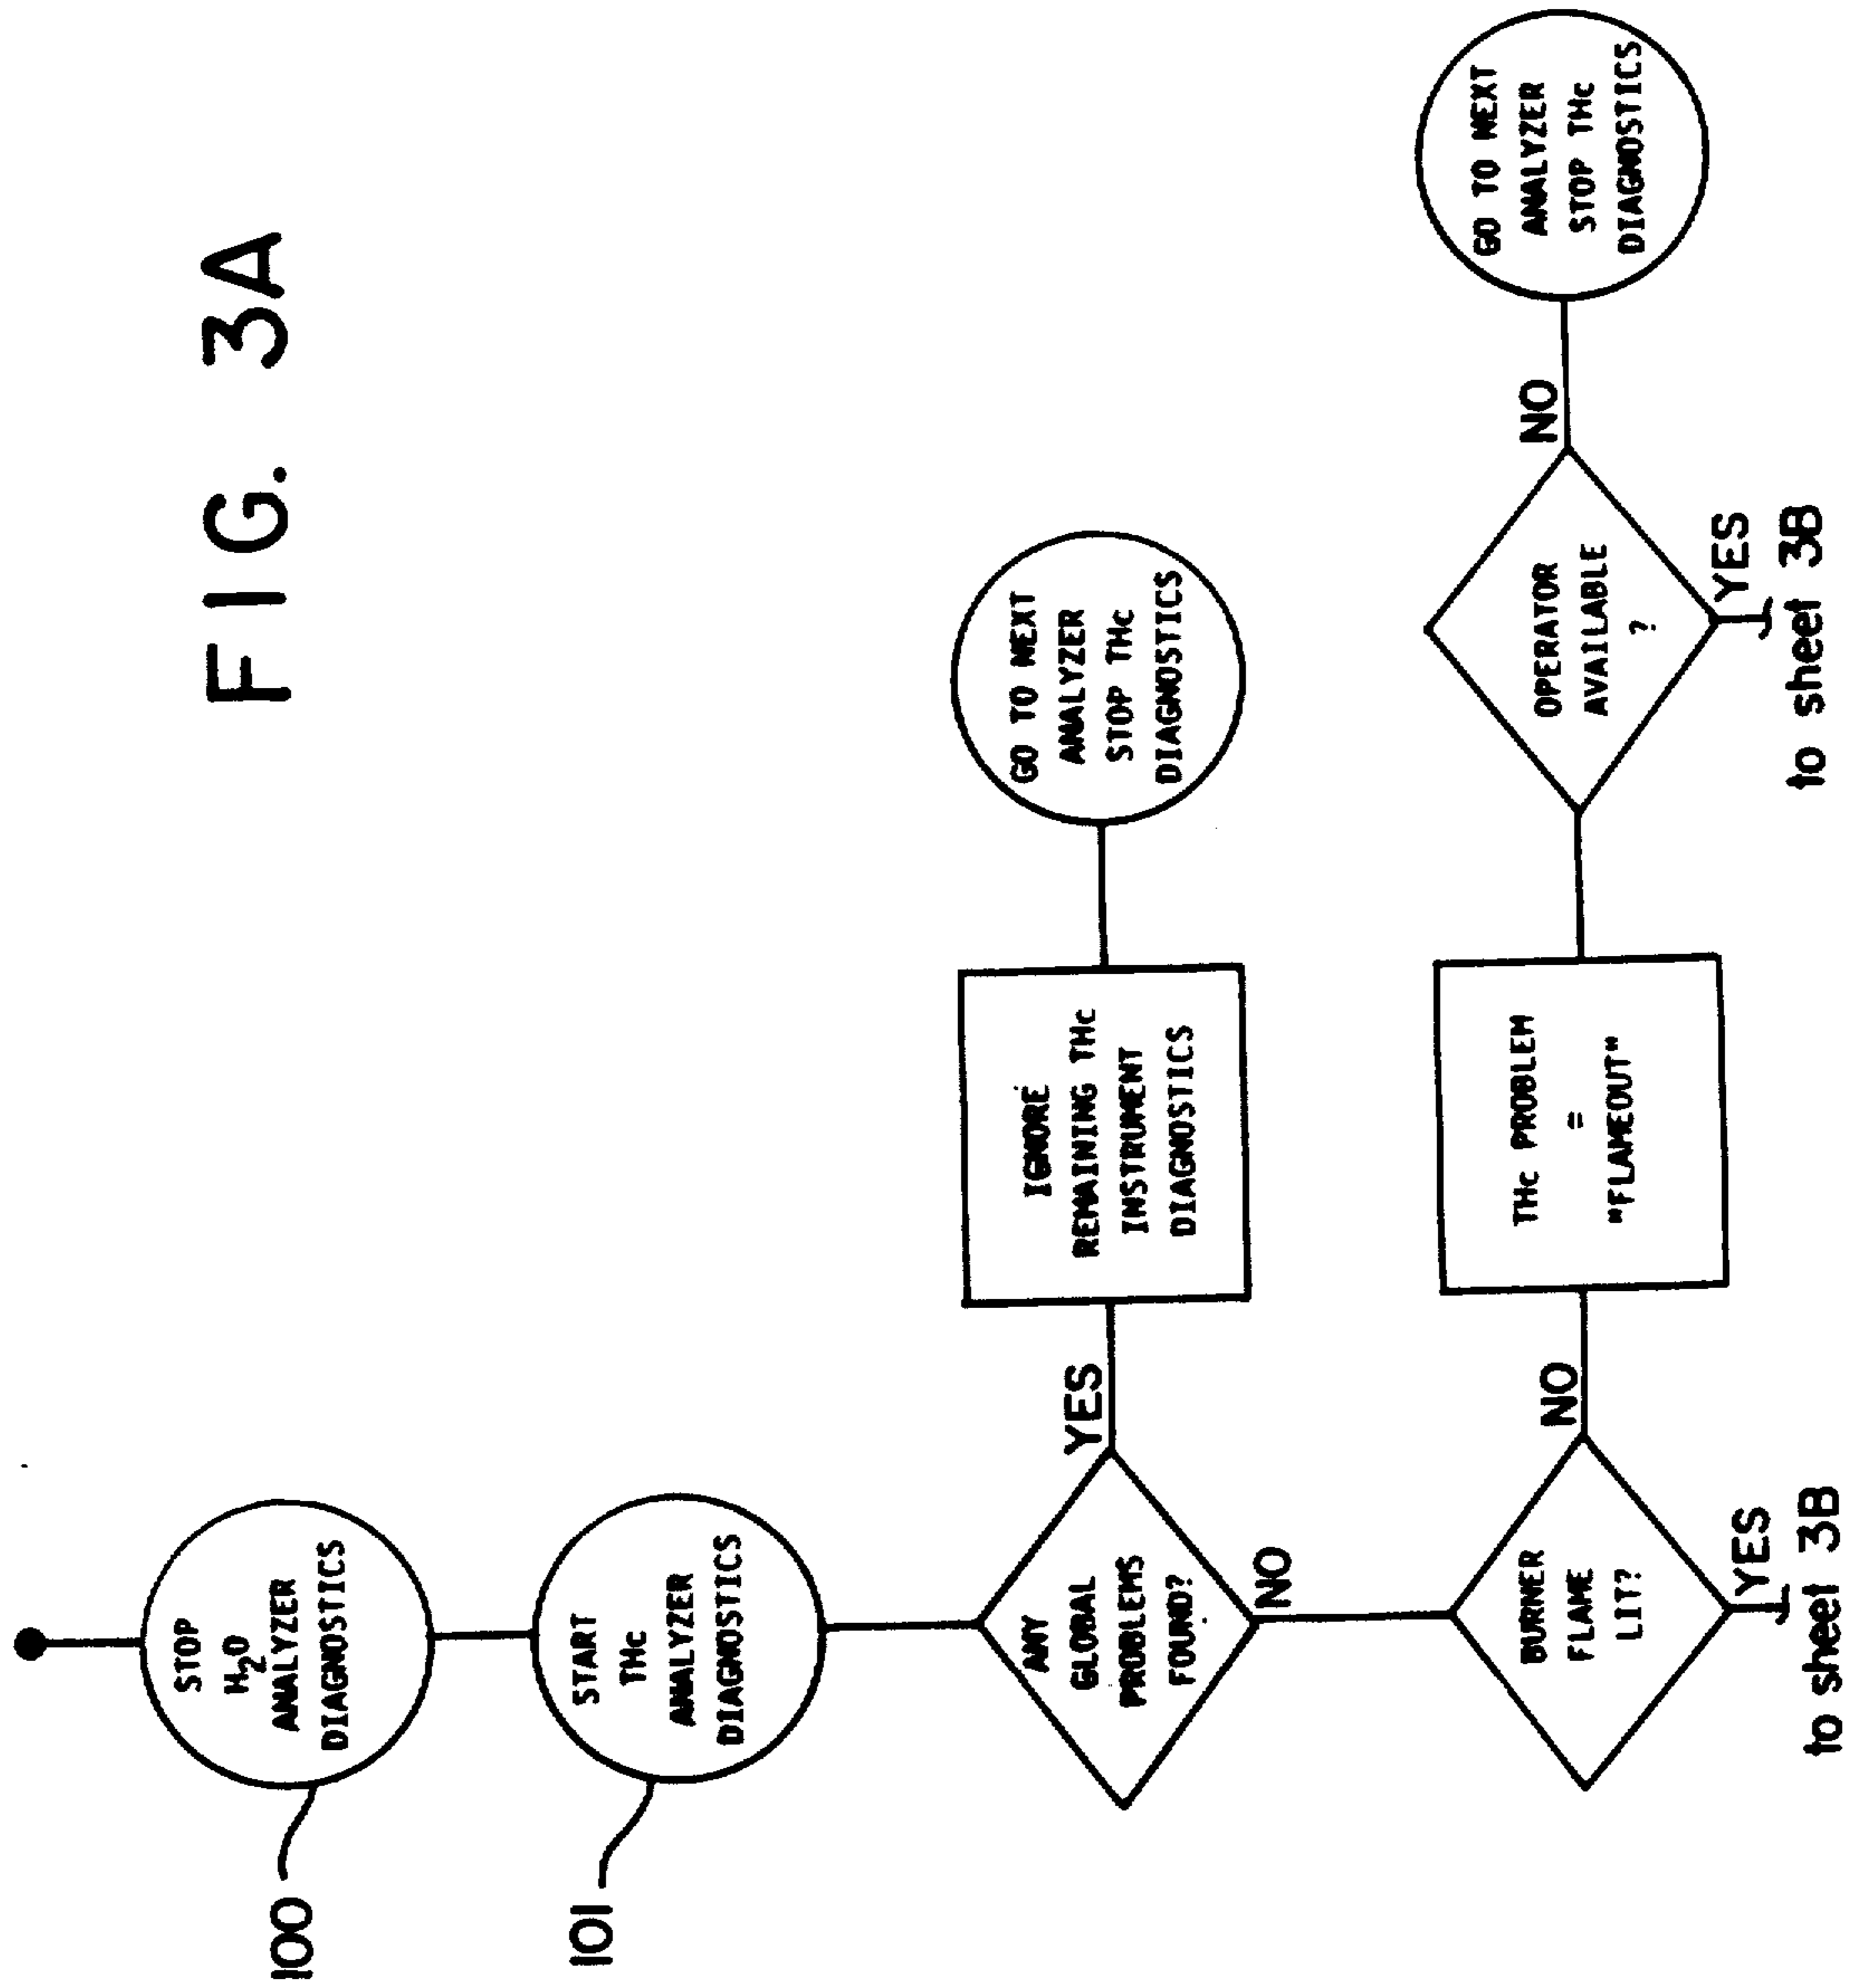 FIG. 3A
100
STOP
H2O
ANALYZER
DIAGNOSTICS
101
START
THc
ANALYZER
DIAGNOSTICS
ANY
GLOBAL
PROBLEMS
FOUND?
YES
IGNORE
REMAINING THc
INSTRUMENT
DIAGNOSTICS
GO TO NEXT
ANALYZER
STOP THc
DIAGNOSTICS
NO
BURNER
FLAME
LIT?
NO
THc PROBLEM
=
"FLAMEOUT"
OPERATOR
AVAILABLE
?
NO
GO TO NEXT
ANALYZER
STOP THc
DIAGNOSTICS
YES
to sheet 3B
YES
to sheet 3B